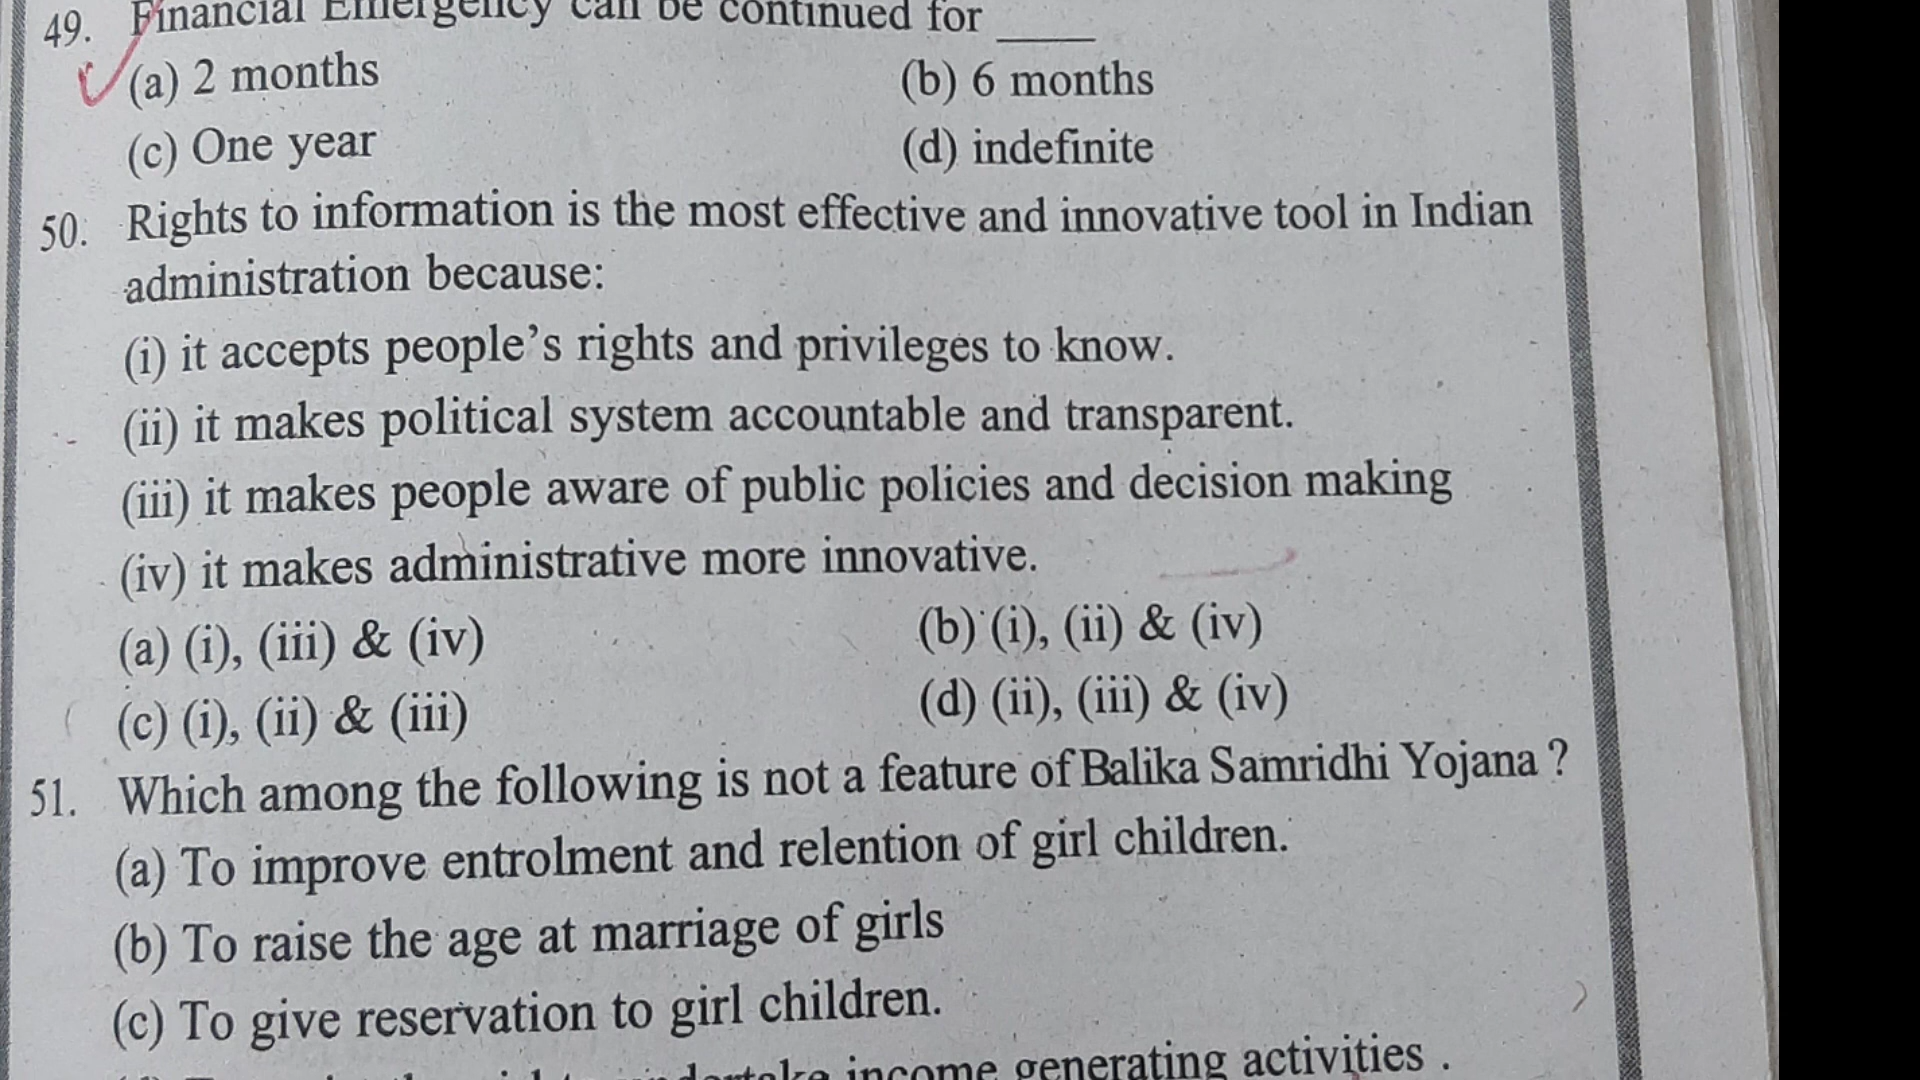 49. Financial Emergency can be continued for ____
(a) 2 months (b) 6 months
(c) One year (d) indefinite
50. Rights to information is the most effective and innovative tool in Indian
administration because:
(i) it accepts people's rights and privileges to know.
(ii) it makes political system accountable and transparent.
(iii) it makes people aware of public policies and decision making
(iv) it makes administrative more innovative.
(a) (i), (iii) & (iv) (b) (i), (ii) & (iv)
(c) (i), (ii) & (iii) (d) (ii), (iii) & (iv)
51. Which among the following is not a feature of Balika Samridhi Yojana ?
(a) To improve entrolment and relention of girl children.
(b) To raise the age at marriage of girls
(c) To give reservation to girl children.
income generating activities .